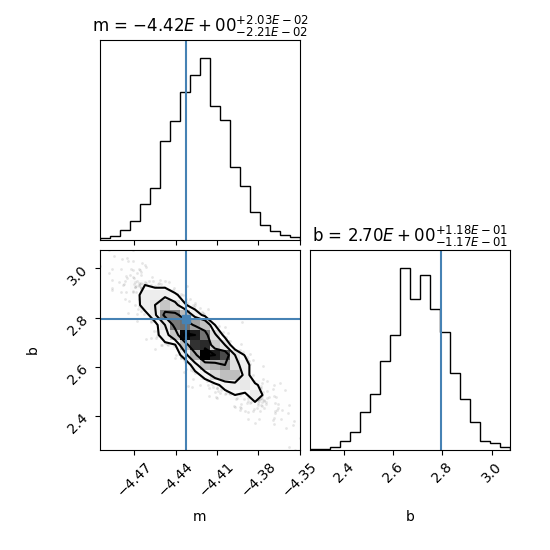 m = −4.42E + 00+2.03E − 02 −2.21E − 02
b = 2.70E + 00+1.18E − 01 −1.17E − 01
3.0
2.8
2.6
2.4
b
−4.47
−4.44
−4.41
−4.38
−4.35
m
2.4
2.6
2.8
3.0
b